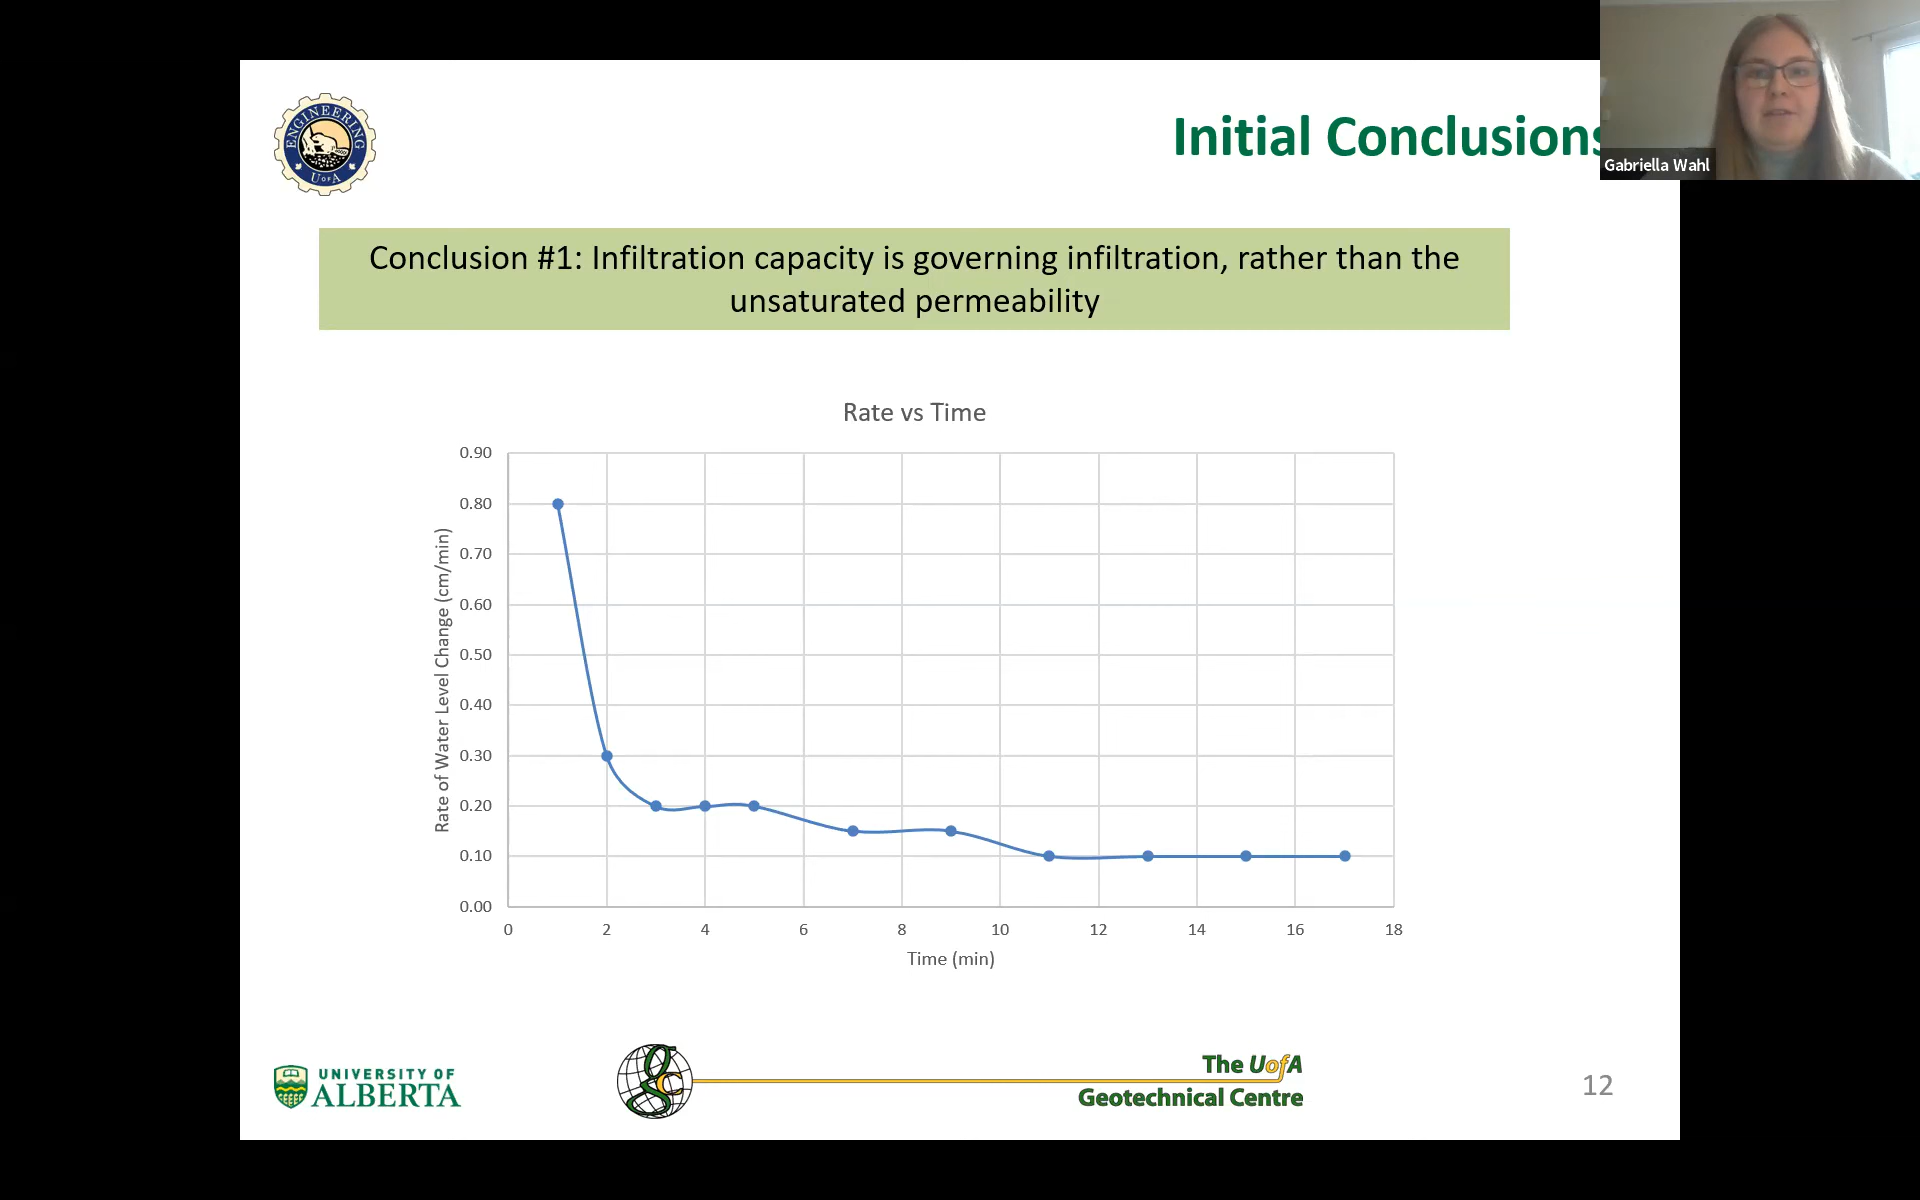 ENGINEERING
U OF A
Initial Conclusions
Gabriella Wahl
Conclusion #1: Infiltration capacity is governing infiltration, rather than the
unsaturated permeability
Rate vs Time
Rate of Water Level Change (cm/min)
0.90
0.80
0.70
0.60
0.50
0.40
0.30
0.20
0.10
0.00
0 2 4 6 8 10 12 14 16 18
Time (min)
UNIVERSITY OF
ALBERTA
gc
The UofA
Geotechnical Centre
12